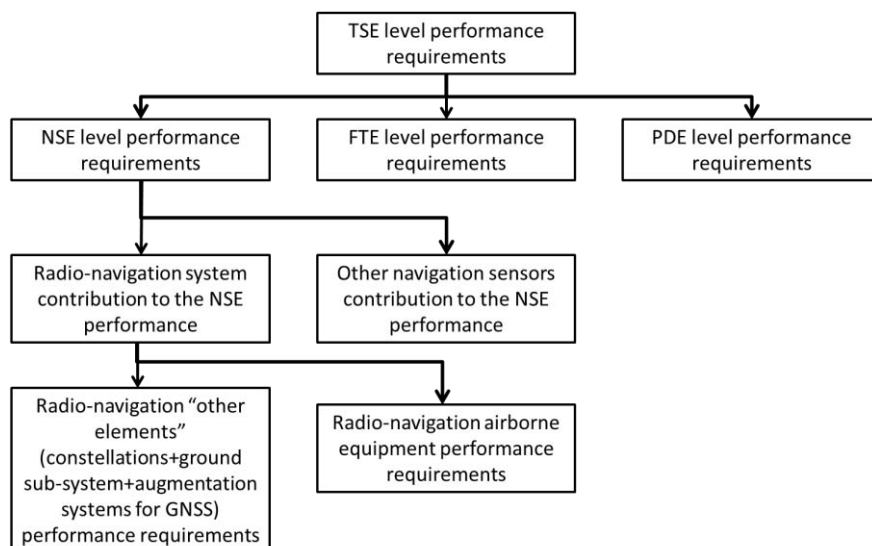 TSE level performance
requirements
NSE level performance
requirements
FTE level performance
requirements
PDE level performance
requirements
Radio-navigation system
contribution to the NSE
performance
Other navigation sensors
contribution to the NSE
performance
Radio-navigation “other
elements”
(constellations+ground
sub-system+augmentation
systems for GNSS)
performance requirements
Radio-navigation airborne
equipment performance
requirements